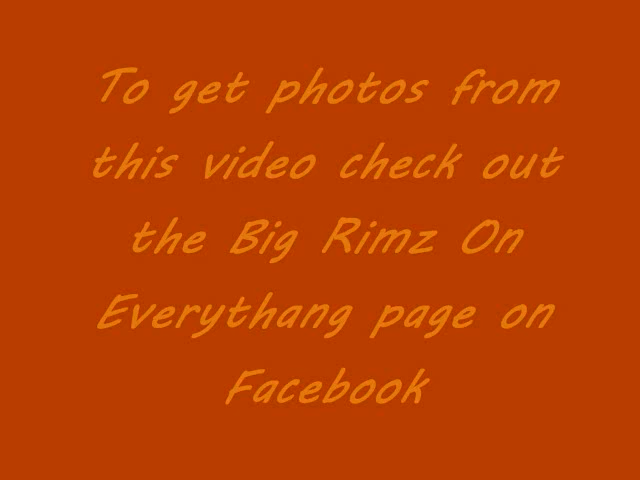 To get photos from
this video check out
the Big Rimz On
Everythang page on
Facebook